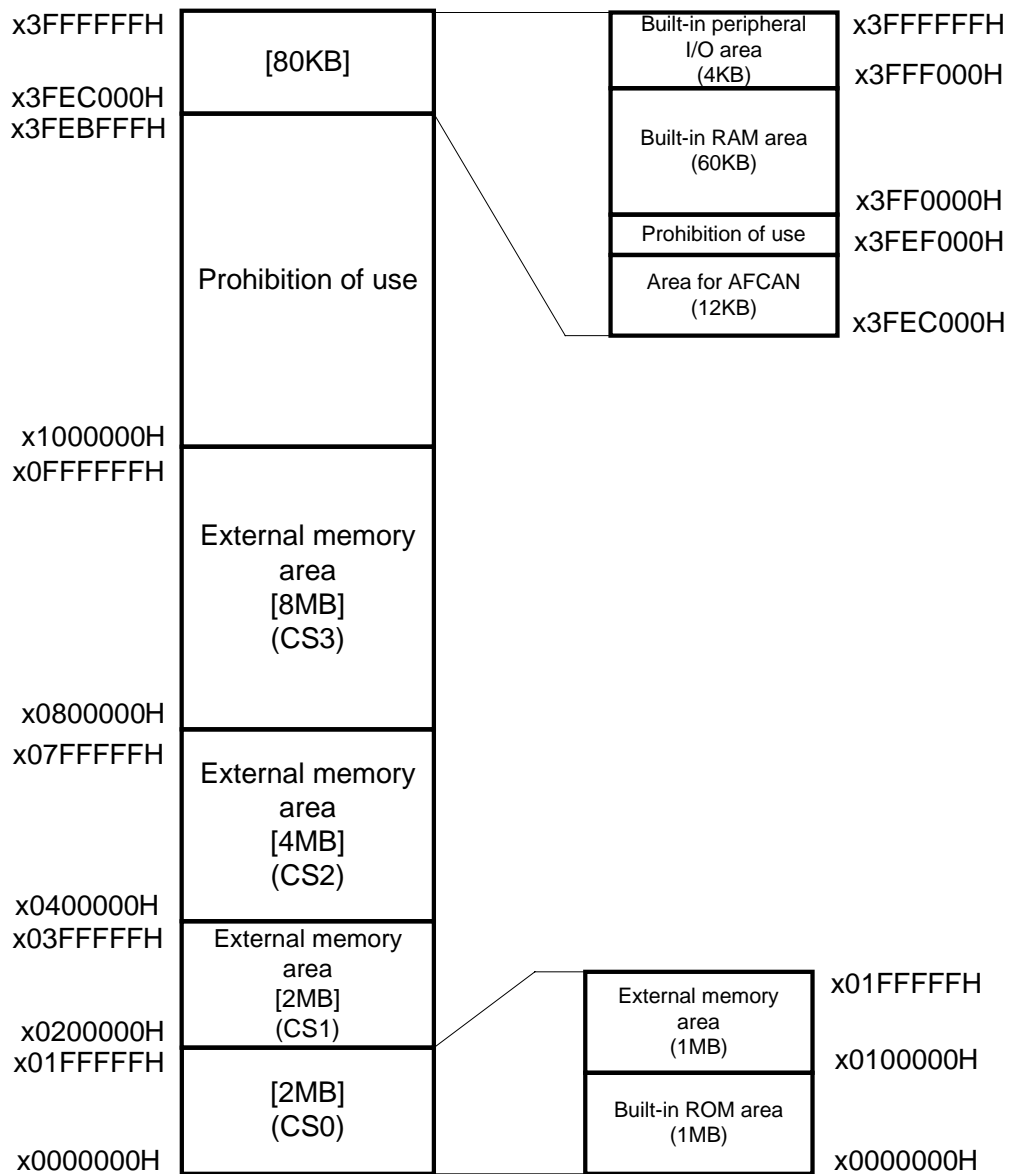 x3FFFFFFH
[80KB]
x3FEC000H
x3FEBFFFH
Prohibition of use
x1000000H
x0FFFFFFH
External memory
area
[8MB]
(CS3)
x0800000H
x07FFFFFH
External memory
area
[4MB]
(CS2)
x0400000H
x03FFFFFH
External memory
area
[2MB]
(CS1)
x0200000H
x01FFFFFH
[2MB]
(CS0)
x0000000H
Built-in peripheral
I/O area
(4KB)
x3FFFFFFH
x3FFF000H
Built-in RAM area
(60KB)
x3FF0000H
Prohibition of use
x3FEF000H
Area for AFCAN
(12KB)
x3FEC000H
External memory
area
(1MB)
x01FFFFFH
x0100000H
Built-in ROM area
(1MB)
x0000000H